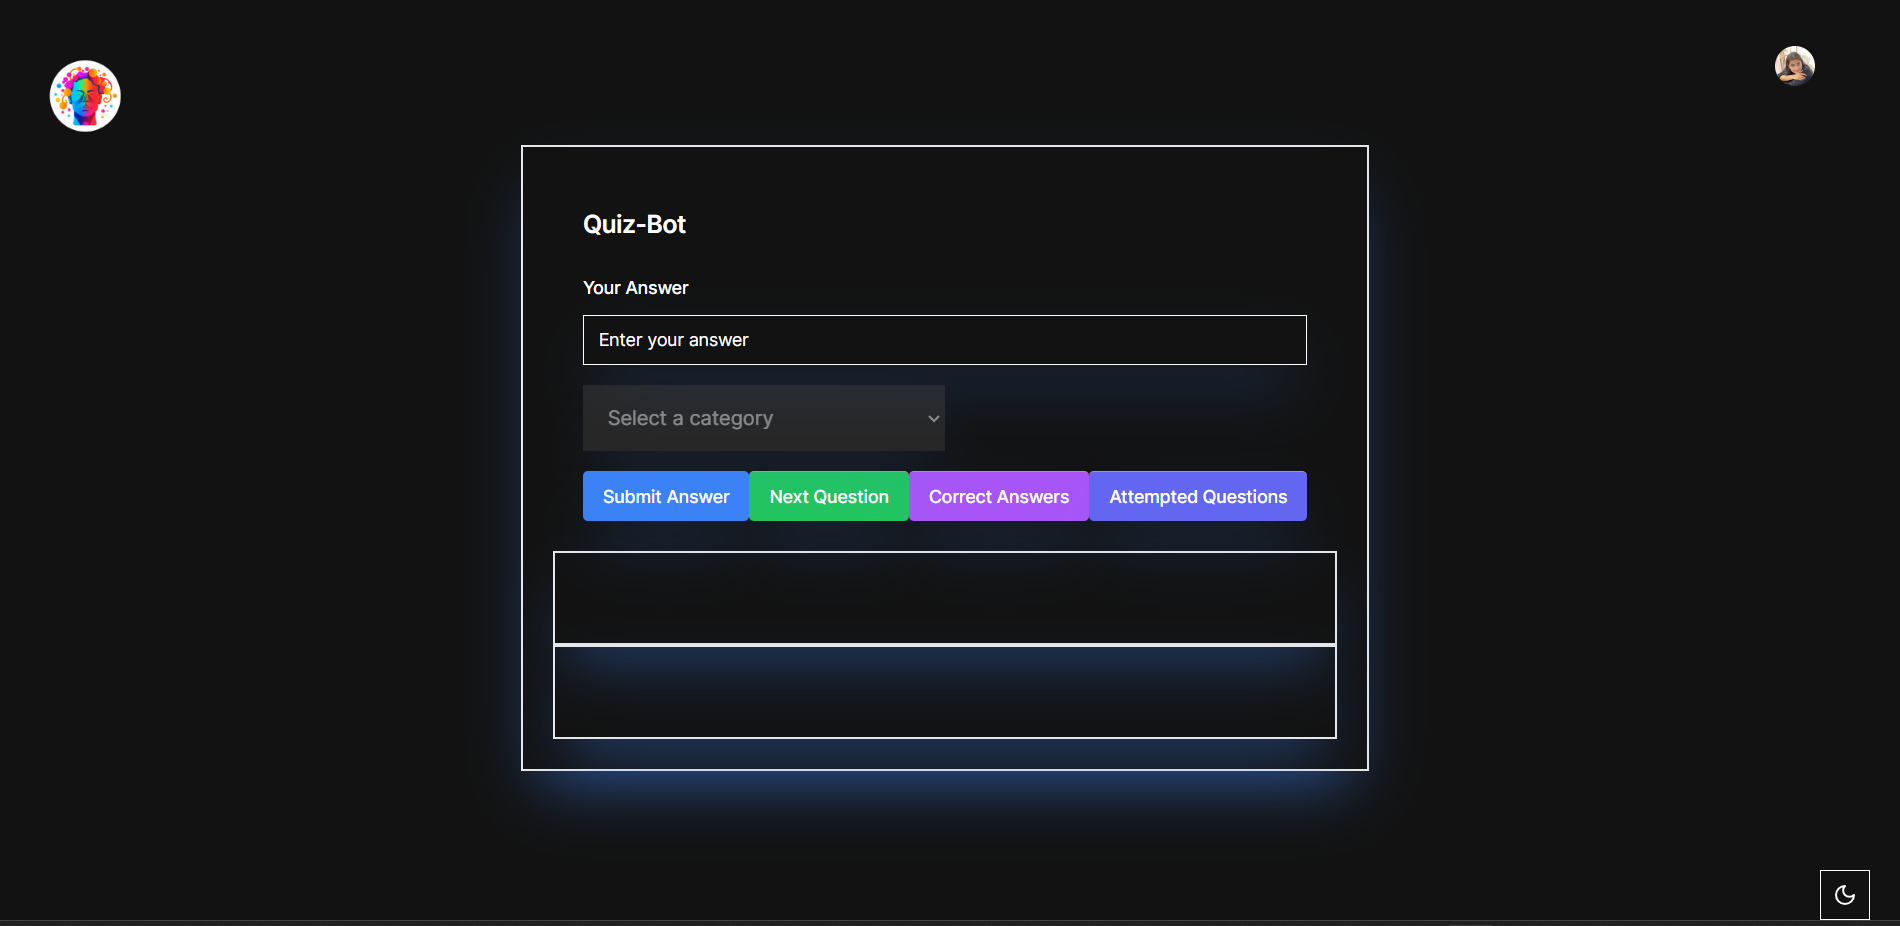 Quiz-Bot
Your Answer
Enter your answer
Select a category
Submit Answer Next Question Correct Answers Attempted Questions